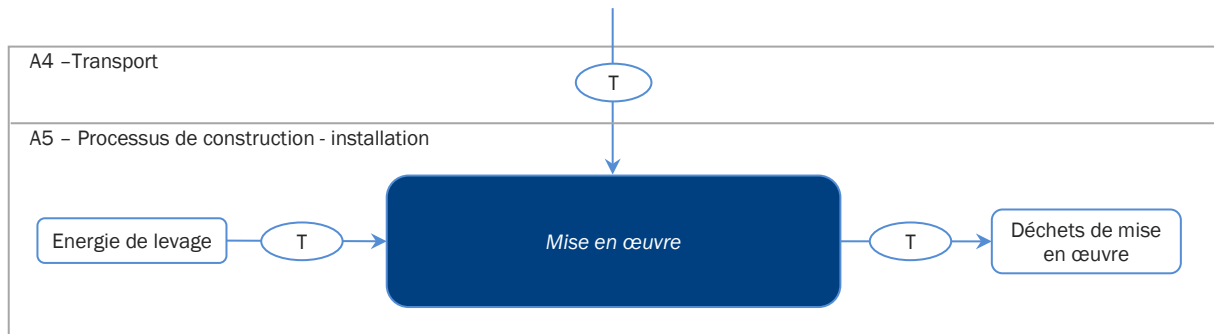 A4 –Transport
T
A5 – Processus de construction - installation
Energie de levage
T
Mise en œuvre
T
Déchets de mise
en œuvre